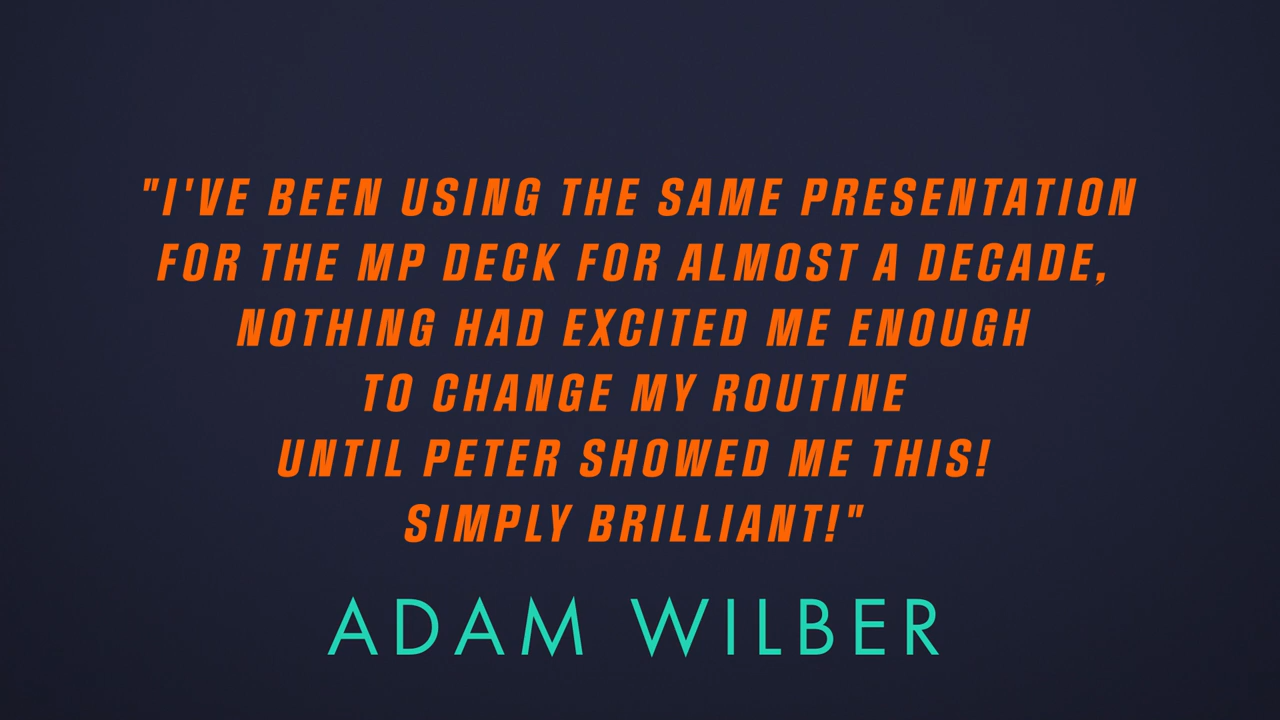 "I'VE BEEN USING THE SAME PRESENTATION
FOR THE MP DECK FOR ALMOST A DECADE,
NOTHING HAD EXCITED ME ENOUGH
TO CHANGE MY ROUTINE
UNTIL PETER SHOWED ME THIS!
SIMPLY BRILLIANT!"
ADAM WILBER